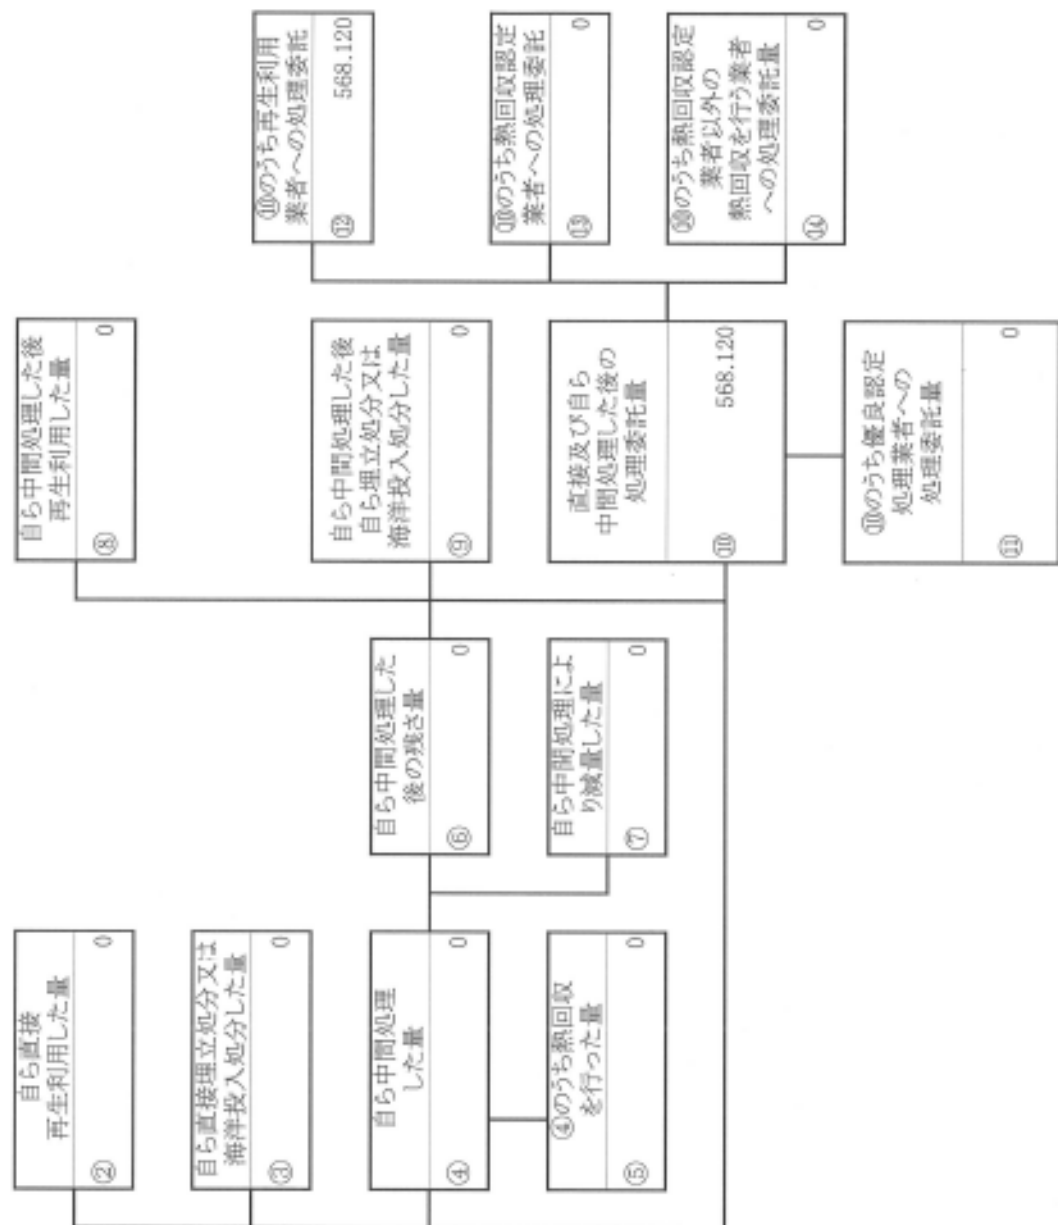 自ら直接
再生利用した量
② 0
自ら直接埋立処分又は
海洋投入処分した量
③ 0
自ら中間処理
した量
④ 0
④のうち熱回収
を行った量
⑤ 0
自ら中間処理した
後の残さ量
⑥ 0
自ら中間処理によ
り減量した量
⑦ 0
自ら中間処理した後
再生利用した量
⑧ 0
自ら中間処理した後
自ら埋立処分又は
海洋投入処分した量
⑨ 0
直接及び自ら
中間処理した後の
処理委託量
⑩ 568.120
⑩のうち優良認定
処理業者への
処理委託量
⑪ 0
⑩のうち再生利用
業者への処理委託
⑫ 568.120
⑩のうち熱回収認定
業者への処理委託
⑬ 0
⑩のうち熱回収認定
業者以外の
熱回収を行う業者
への処理委託量
⑭ 0